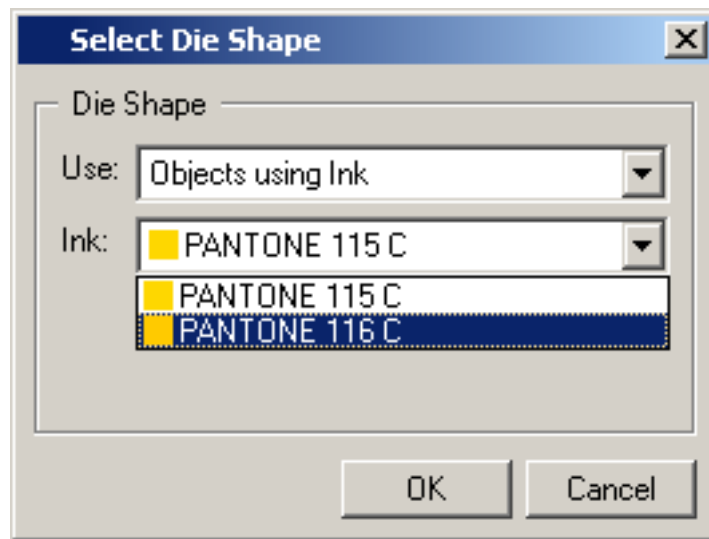 Select Die Shape
Die Shape
Use: Objects using Ink
Ink: PANTONE 115 C
PANTONE 115 C
PANTONE 116 C
OK Cancel